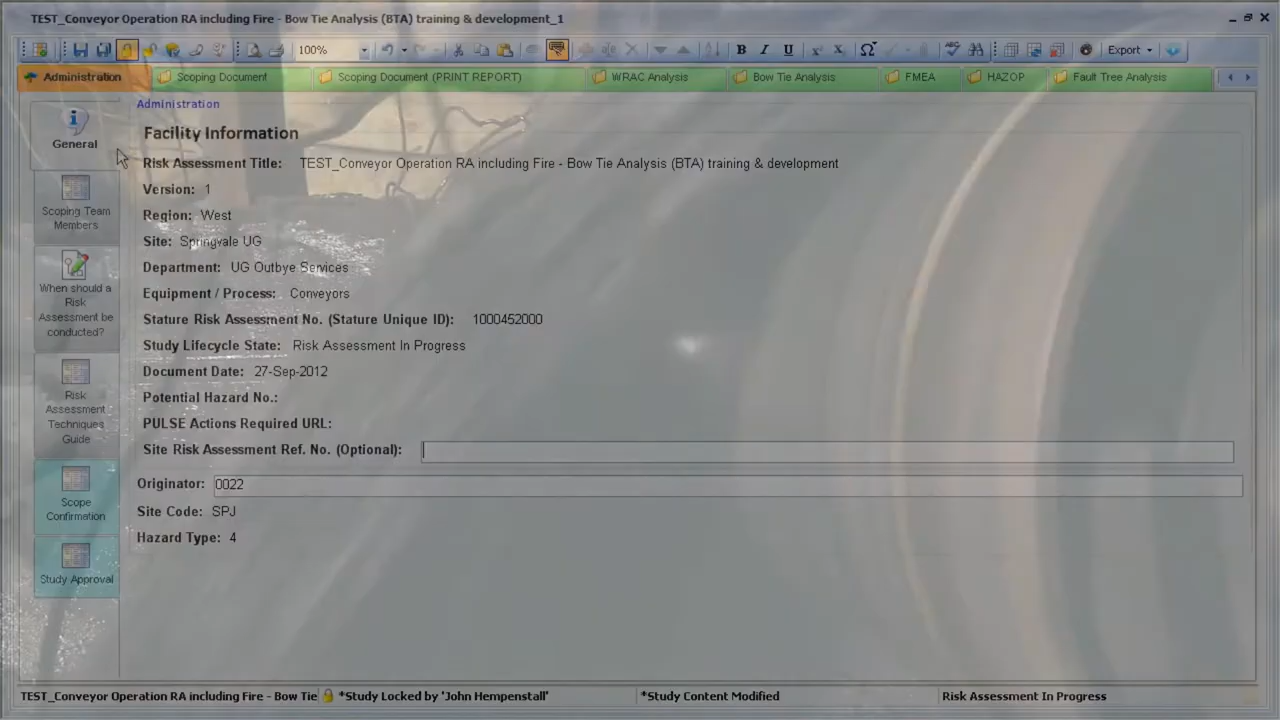 TEST_Conveyor Operation RA including Fire - Bow Tie Analysis (BTA) training & development_1
100% B I U x² X₂ Ω Export
Administration Scoping Document Scoping Document (PRINT REPORT) WRAC Analysis Bow Tie Analysis FMEA HAZOP Fault Tree Analysis
General
Scoping Team
Members
When should a
Risk
Assessment be
conducted?
Risk
Assessment
Techniques
Guide
Scope
Confirmation
Study Approval
Administration
Facility Information
Risk Assessment Title: TEST_Conveyor Operation RA including Fire - Bow Tie Analysis (BTA) training & development
Version: 1
Region: West
Site: Springvale UG
Department: UG Outbye Services
Equipment / Process: Conveyors
Stature Risk Assessment No. (Stature Unique ID): 1000452000
Study Lifecycle State: Risk Assessment In Progress
Document Date: 27-Sep-2012
Potential Hazard No.:
PULSE Actions Required URL:
Site Risk Assessment Ref. No. (Optional):
Originator: 0022
Site Code: SPJ
Hazard Type: 4
TEST_Conveyor Operation RA including Fire - Bow Tie *Study Locked by 'John Hempenstall' *Study Content Modified Risk Assessment In Progress